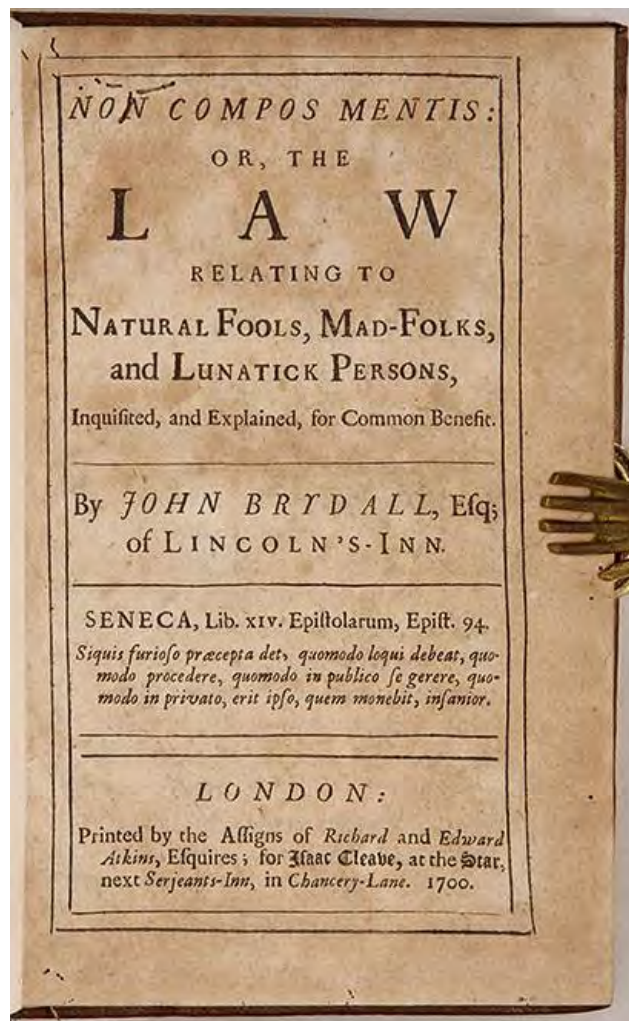 NON COMPOS MENTIS:
OR, THE
LAW
RELATING TO
NATURAL FOOLS, MAD-FOLKS,
and LUNATICK PERSONS,
Inquiſited, and Explained, for Common Benefit.
By JOHN BRYDALL, Eſq;
of LINCOLN'S-INN.
SENECA, Lib. XIV. Epiſtolarum, Epiſt. 94.
Siquis furioſo præcepta det, quomodo loqui debeat, quo-
modo procedere, quomodo in publico ſe gerere, quo-
modo in privato, erit ipſo, quem monebit, inſanior.
LONDON:
Printed by the Aſſigns of Richard and Edward
Atkins, Eſquires; for Iſaac Cleave, at the Star,
next Serjeants-Inn, in Chancery-Lane. 1700.